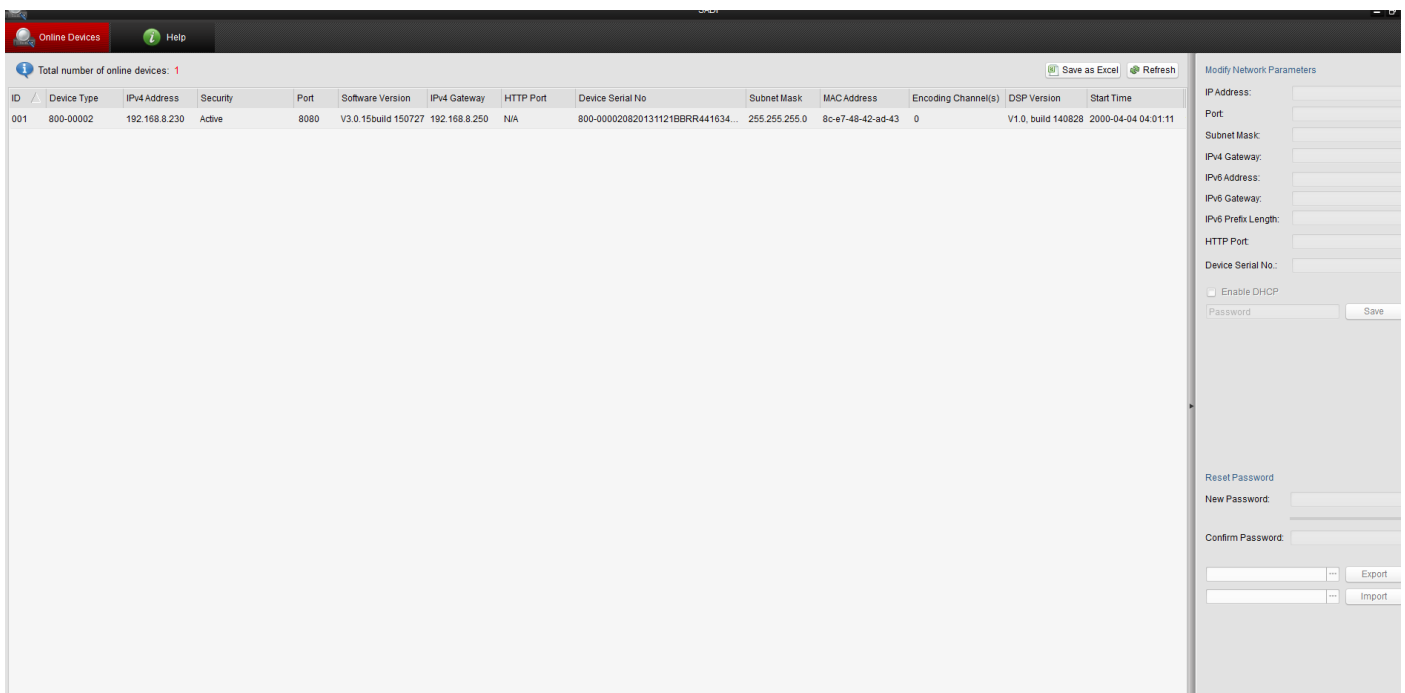 SADP
Online Devices Help
Total number of online devices: 1 Save as Excel Refresh
ID Device Type IPv4 Address Security Port Software Version IPv4 Gateway HTTP Port Device Serial No Subnet Mask MAC Address Encoding Channel(s) DSP Version Start Time
001 800-00002 192.168.8.230 Active 8080 V3.0.15build 150727 192.168.8.250 N/A 800-000020820131121BBRR441634... 255.255.255.0 8c-e7-48-42-ad-43 0 V1.0, build 140828 2000-04-04 04:01:11
Modify Network Parameters
IP Address:
Port:
Subnet Mask:
IPv4 Gateway:
IPv6 Address:
IPv6 Gateway:
IPv6 Prefix Length:
HTTP Port:
Device Serial No.:
Enable DHCP
Password Save
Reset Password
New Password:
Confirm Password:
... Export
... Import